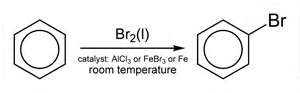 Br₂(l)
Br
catalyst: AlCl₃ or FeBr₃ or Fe
room temperature